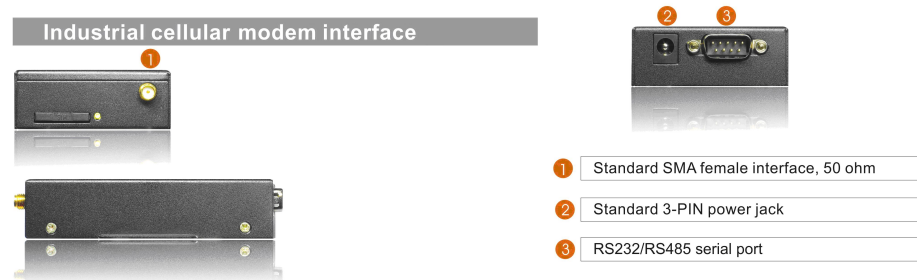 Industrial cellular modem interface
1
2 3
1 Standard SMA female interface, 50 ohm
2 Standard 3-PIN power jack
3 RS232/RS485 serial port